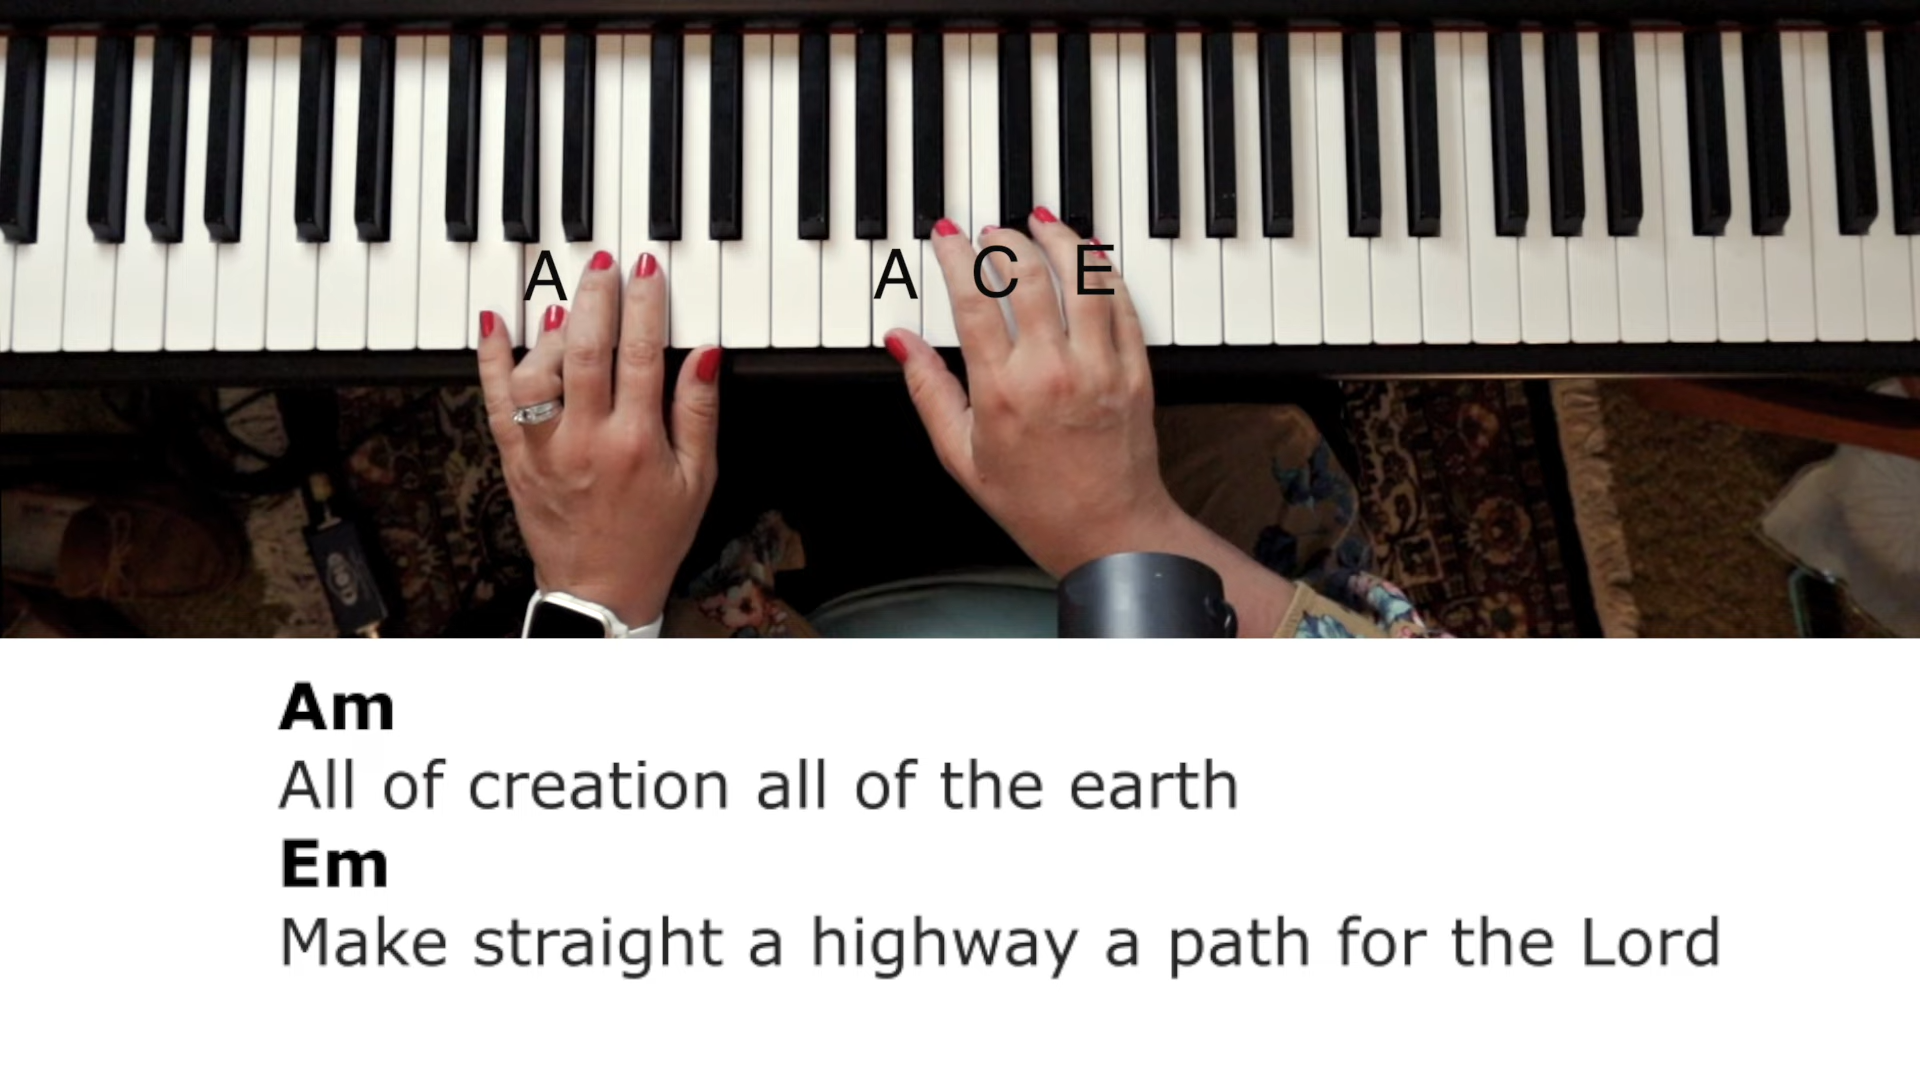 A A C E
Am
All of creation all of the earth
Em
Make straight a highway a path for the Lord